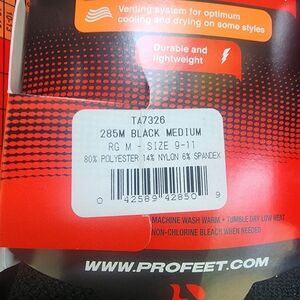 Venting system for optimum
cooling and drying on some styles
Durable and
lightweight
10-13
TA7326
285M BLACK MEDIUM
RG M - SIZE 9-11
80% POLYESTER 14% NYLON 6% SPANDEX
0 42589 42850 9
MACHINE WASH WARM • TUMBLE DRY LOW HEAT
NON-CHLORINE BLEACH WHEN NEEDED
WWW.PROFEET.COM